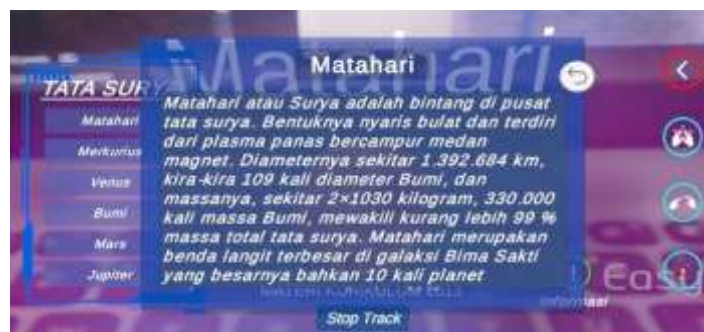 Matahari
Matahari
TATA SURY
Matahari
Merkurius
Venus
Bumi
Mars
Jupiter
Matahari atau Surya adalah bintang di pusat
tata surya. Bentuknya nyaris bulat dan terdiri
dari plasma panas bercampur medan
magnet. Diameternya sekitar 1.392.684 km,
kira-kira 109 kali diameter Bumi, dan
massanya, sekitar 2×1030 kilogram, 330.000
kali massa Bumi, mewakili kurang lebih 99 %
massa total tata surya. Matahari merupakan
benda langit terbesar di galaksi Bima Sakti
yang besarnya bahkan 10 kali planet
Easy
Stop Track